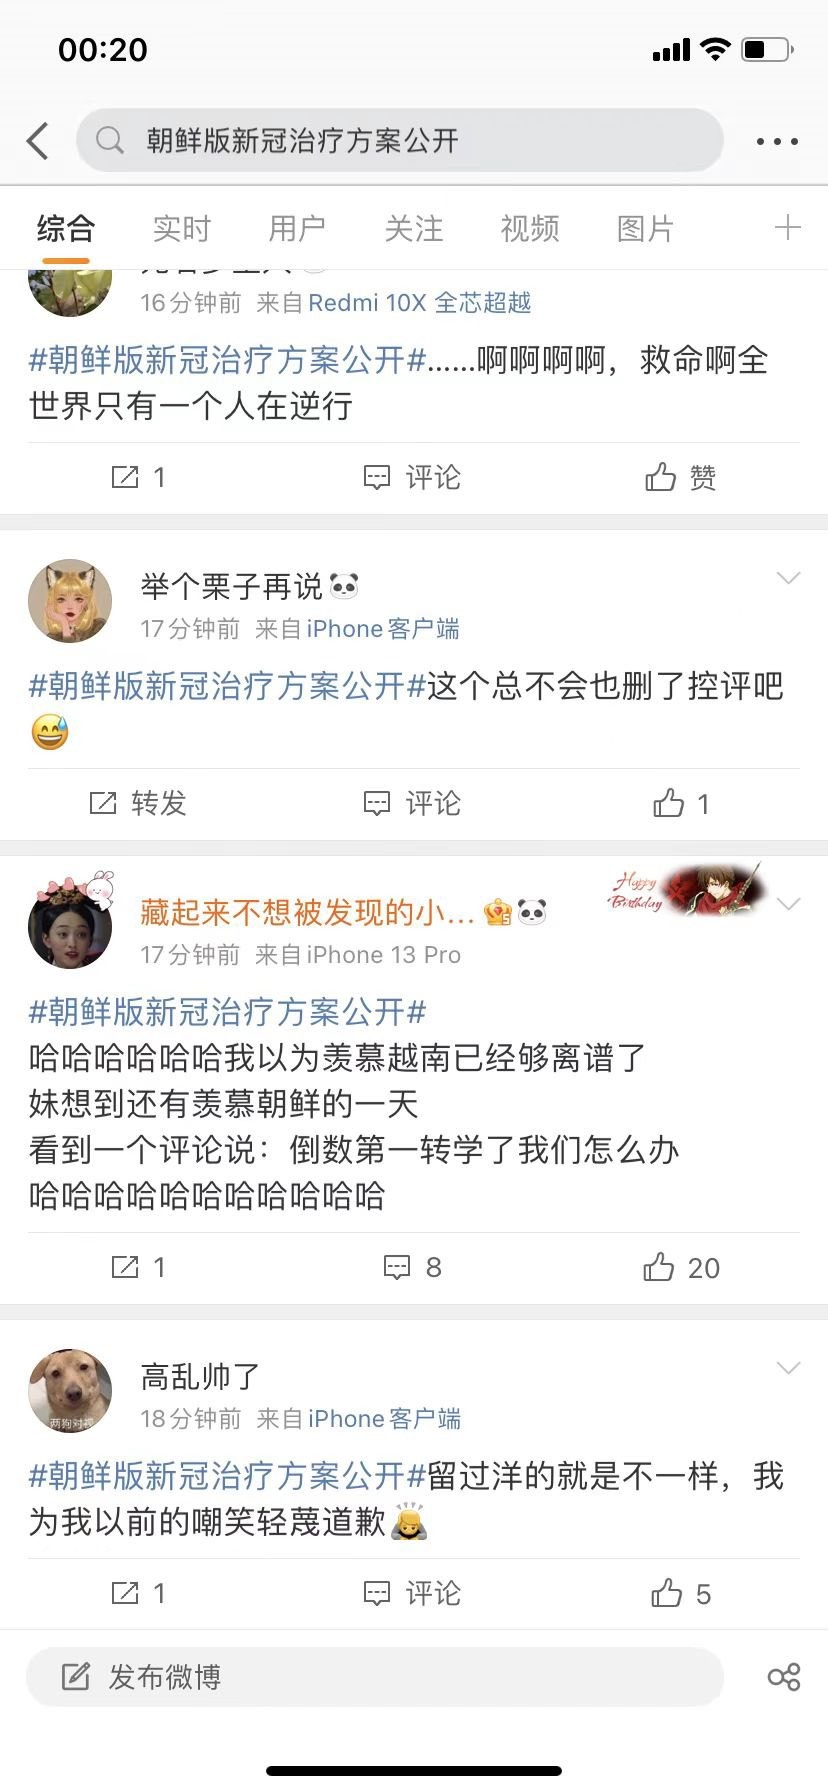 00:20
朝鲜版新冠治疗方案公开
综合 实时 用户 关注 视频 图片
16分钟前 来自 Redmi 10X 全芯超越
#朝鲜版新冠治疗方案公开#......啊啊啊啊，救命啊全
世界只有一个人在逆行
1 评论 赞
举个栗子再说
17分钟前 来自 iPhone客户端
#朝鲜版新冠治疗方案公开#这个总不会也删了控评吧
😅
转发 评论 1
Happy
Birthday
藏起来不想被发现的小...
17分钟前 来自 iPhone 13 Pro
#朝鲜版新冠治疗方案公开#
哈哈哈哈哈哈我以为羡慕越南已经够离谱了
妹想到还有羡慕朝鲜的一天
看到一个评论说：倒数第一转学了我们怎么办
哈哈哈哈哈哈哈哈哈哈哈
1 8 20
两狗对视
高乱帅了
18分钟前 来自 iPhone客户端
#朝鲜版新冠治疗方案公开#留过洋的就是不一样，我
为我以前的嘲笑轻蔑道歉🙇
1 评论 5
发布微博